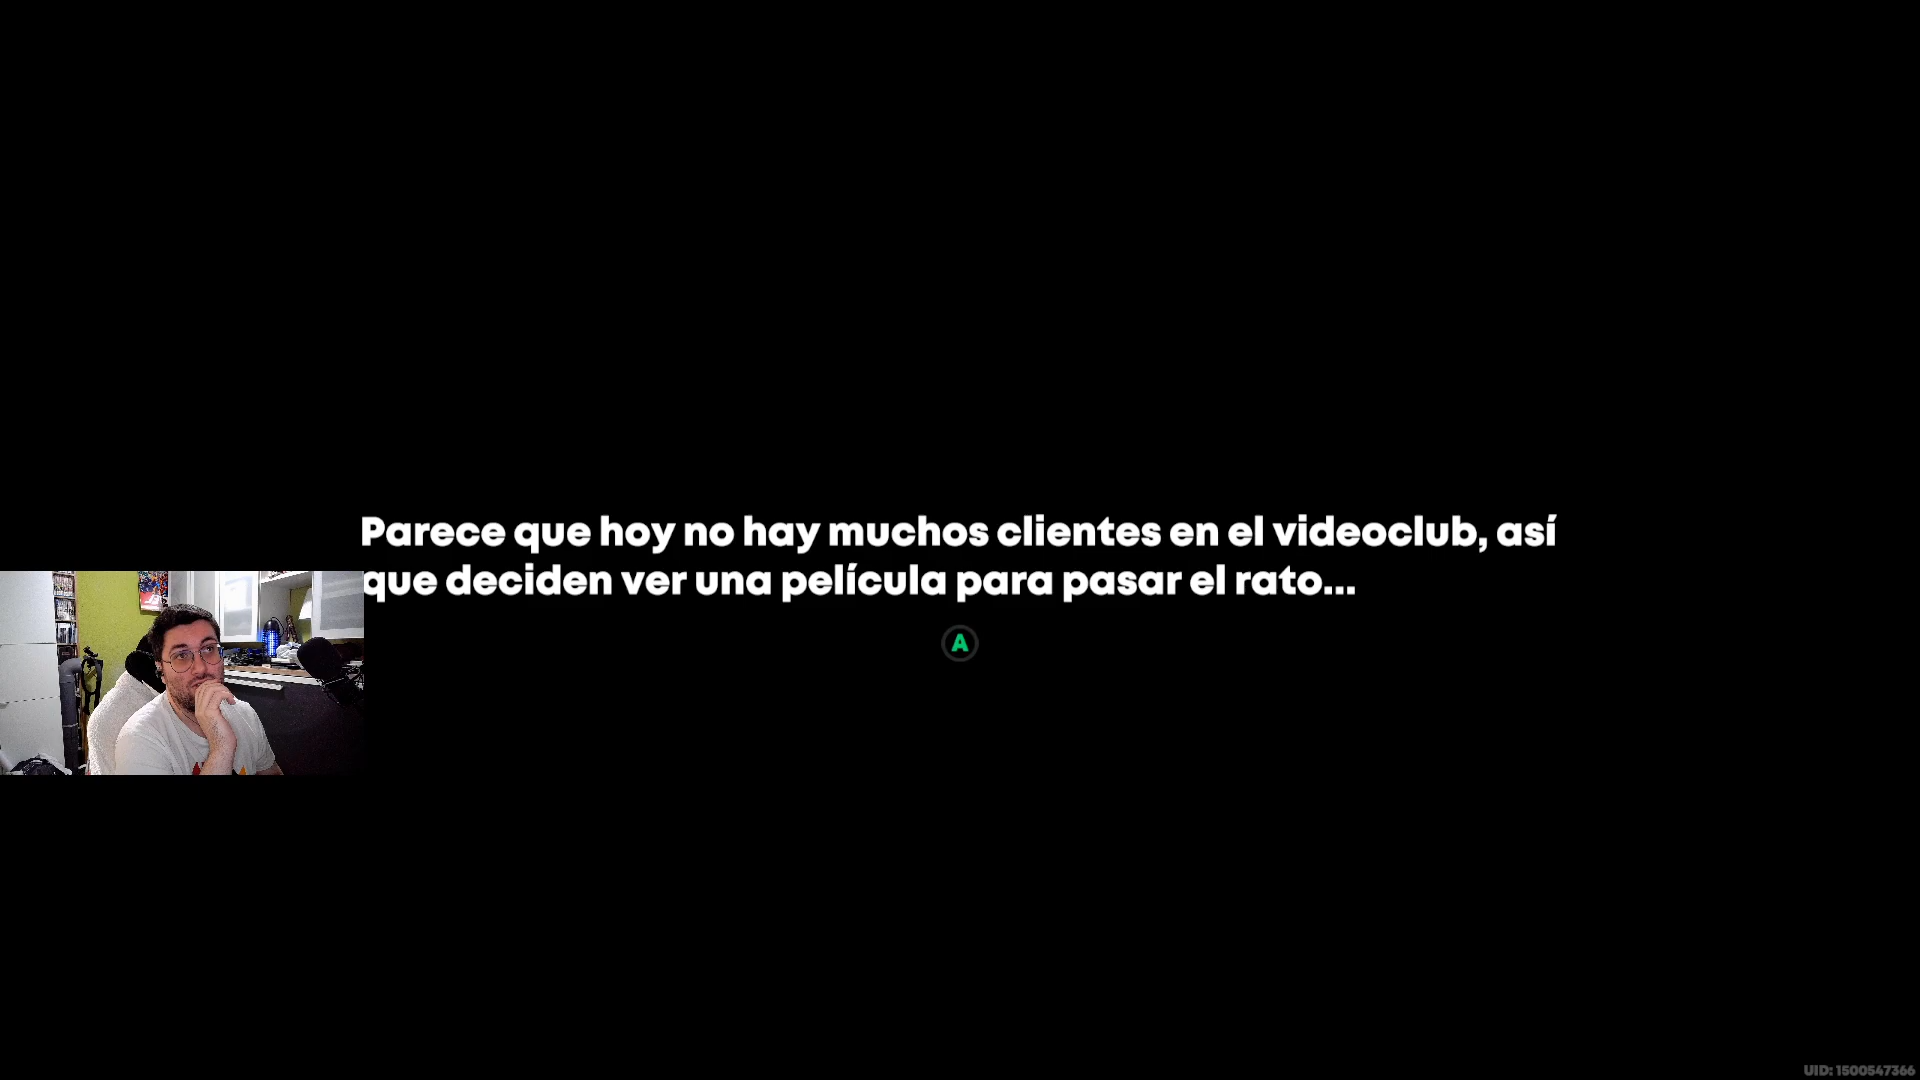 Parece que hoy no hay muchos clientes en el videoclub, así
que deciden ver una película para pasar el rato...
A
UID: 1500547366